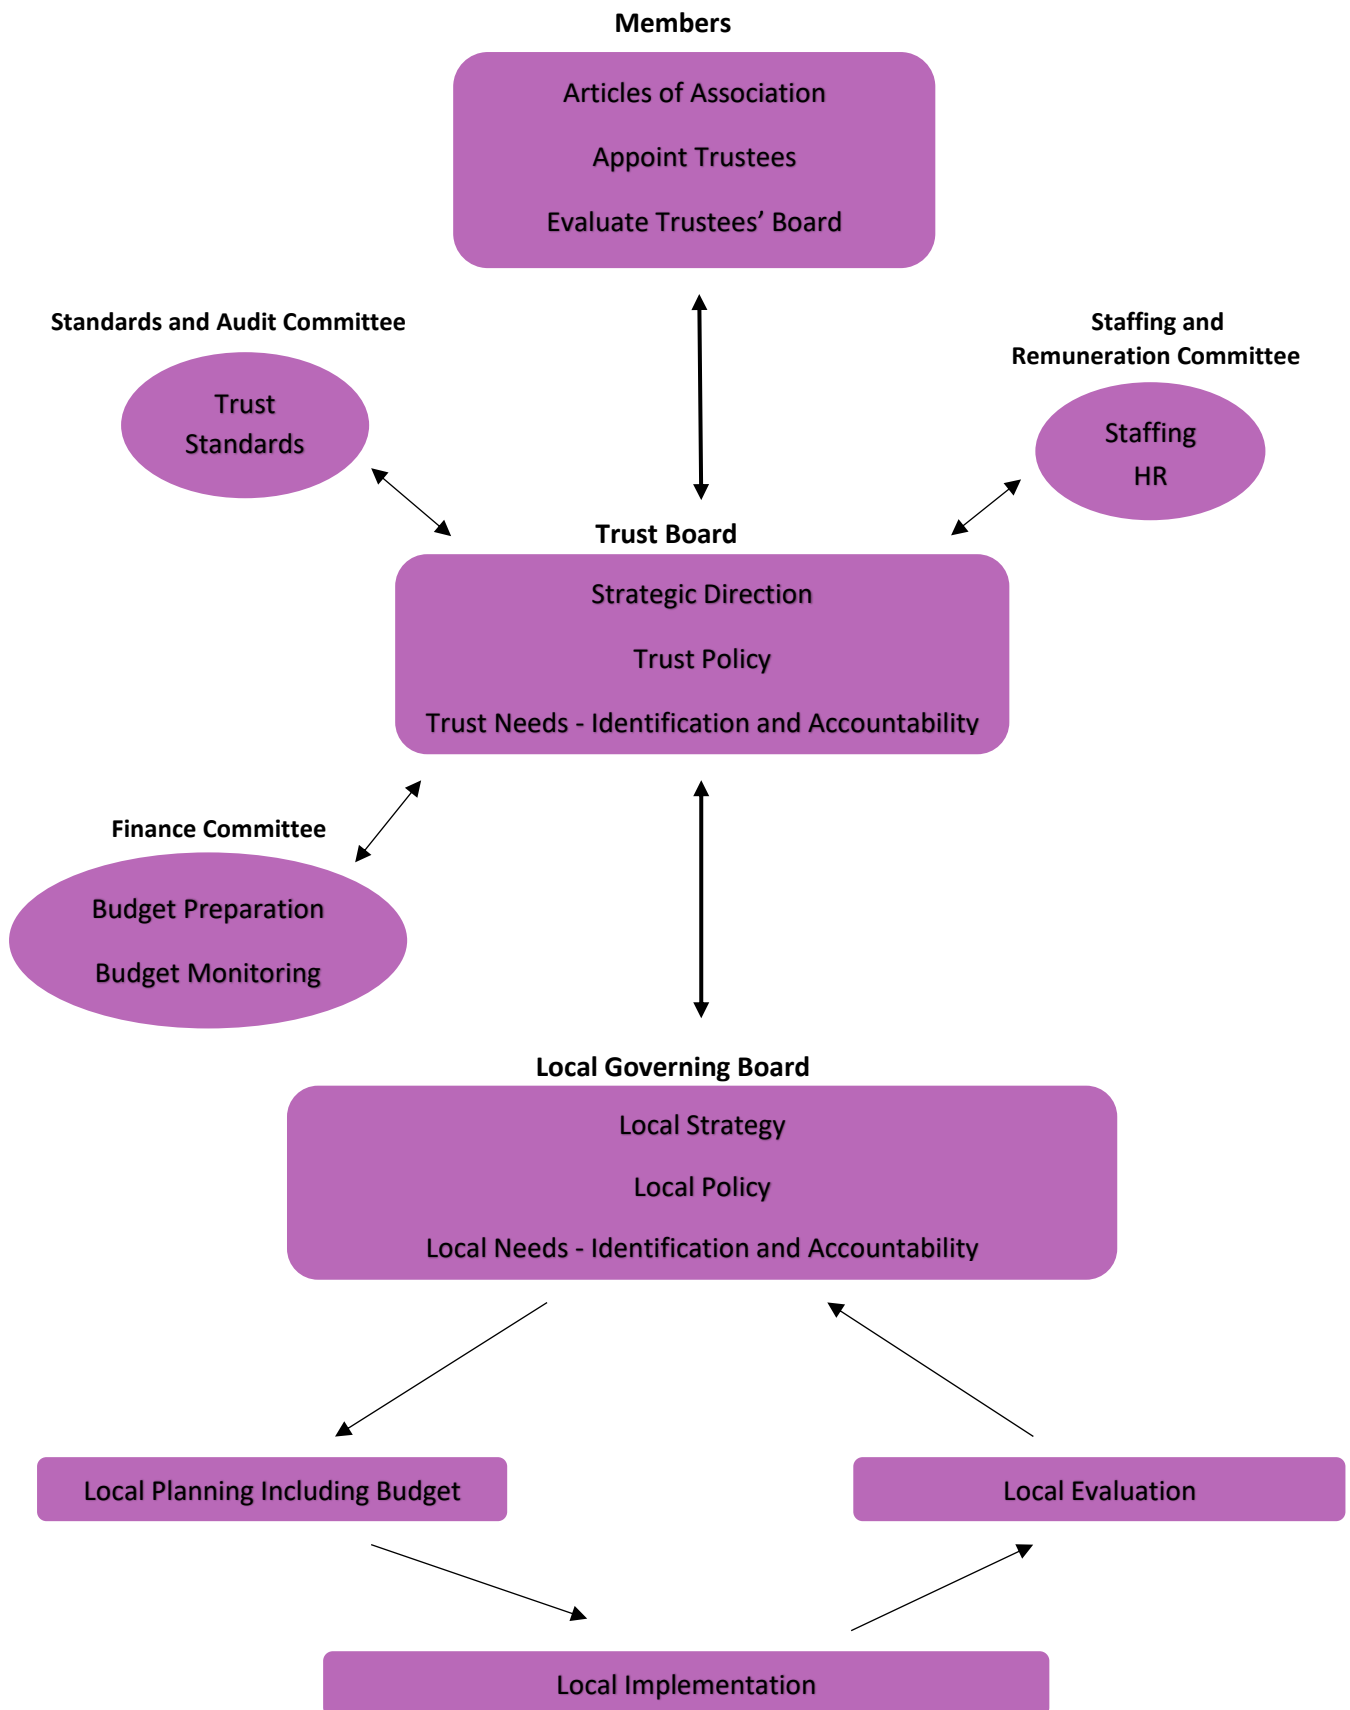 Members
Articles of Association
Appoint Trustees
Evaluate Trustees’ Board
Standards and Audit Committee
Trust
Standards
Staffing and
Remuneration Committee
Staffing
HR
Trust Board
Strategic Direction
Trust Policy
Trust Needs - Identification and Accountability
Finance Committee
Budget Preparation
Budget Monitoring
Local Governing Board
Local Strategy
Local Policy
Local Needs - Identification and Accountability
Local Planning Including Budget
Local Evaluation
Local Implementation